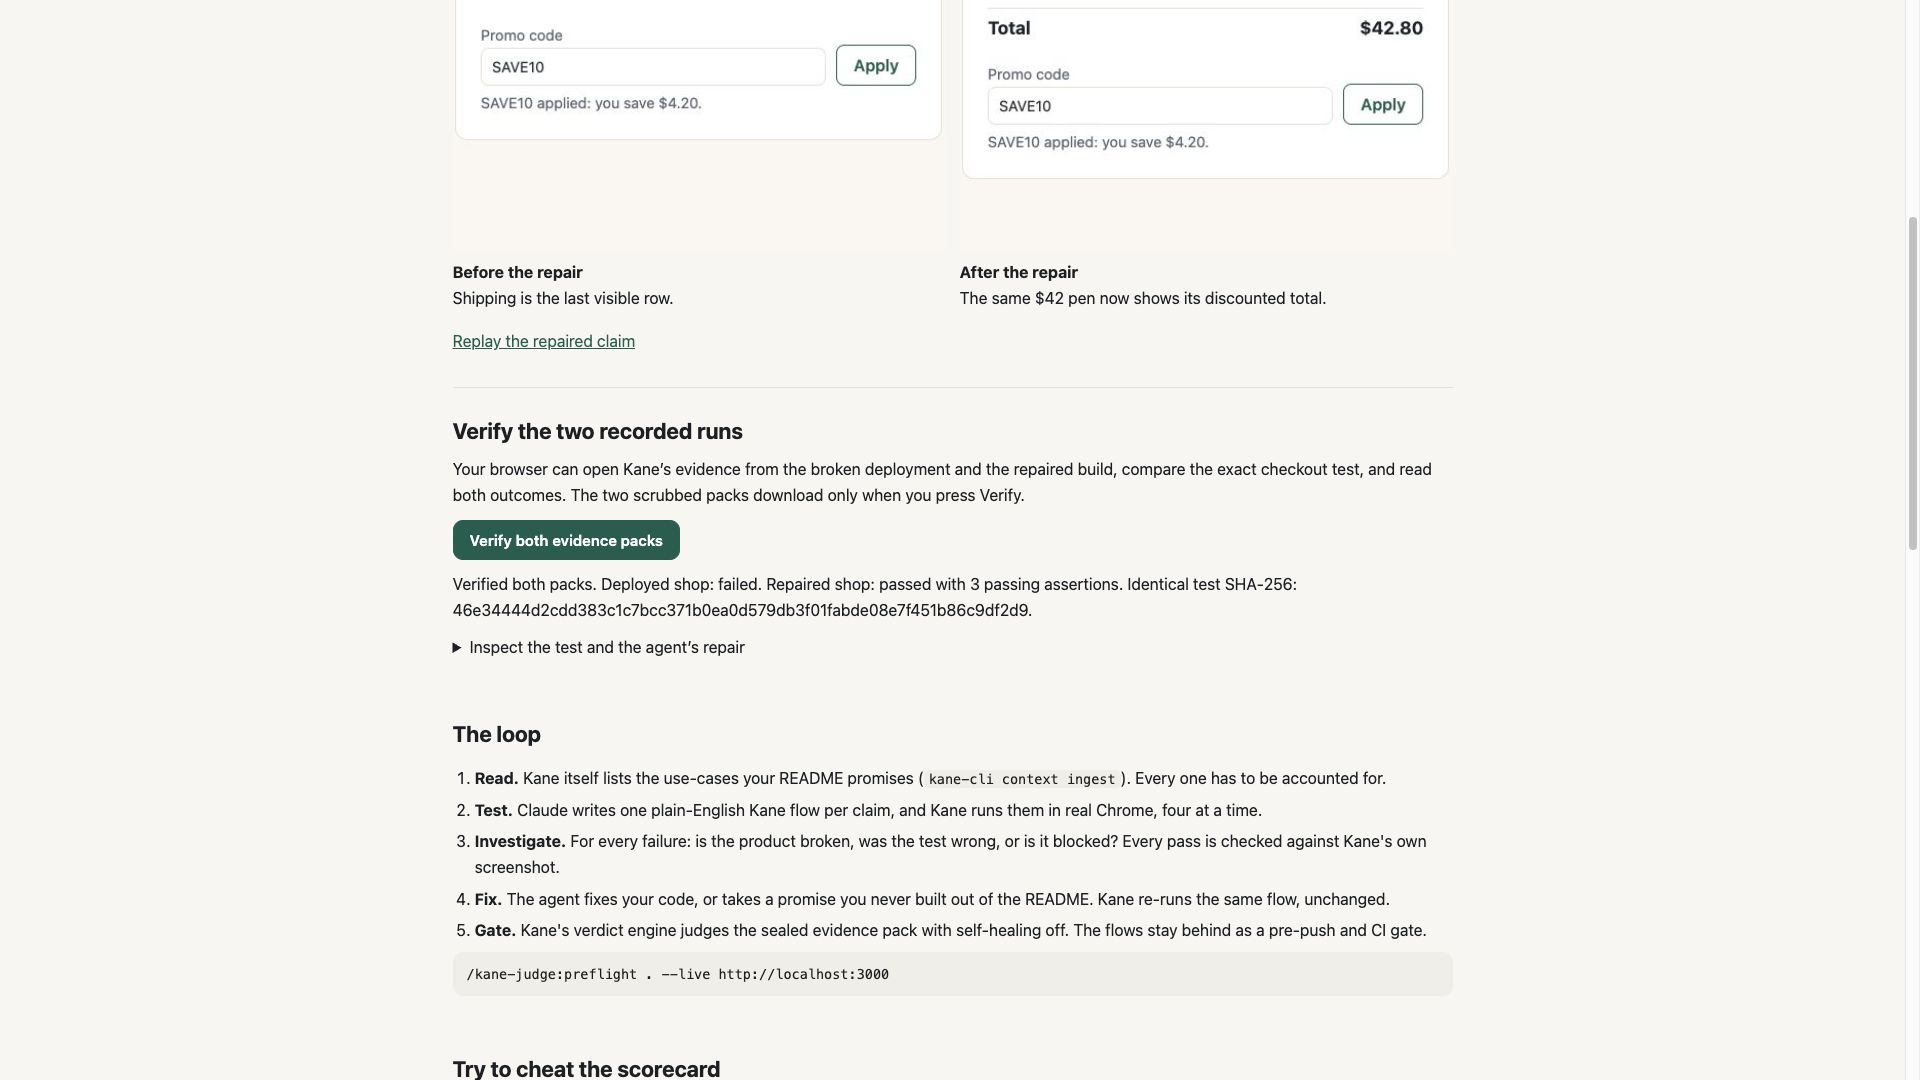 Promo code
SAVE10
Apply
SAVE10 applied: you save $4.20.
Total
$42.80
Promo code
SAVE10
Apply
SAVE10 applied: you save $4.20.
Before the repair
Shipping is the last visible row.
After the repair
The same $42 pen now shows its discounted total.
Replay the repaired claim
Verify the two recorded runs
Your browser can open Kane’s evidence from the broken deployment and the repaired build, compare the exact checkout test, and read
both outcomes. The two scrubbed packs download only when you press Verify.
Verify both evidence packs
Verified both packs. Deployed shop: failed. Repaired shop: passed with 3 passing assertions. Identical test SHA-256:
46e34444d2cdd383c1c7bcc371b0ea0d579db3f01fabde08e7f451b86c9df2d9.
Inspect the test and the agent’s repair
The loop
1. Read. Kane itself lists the use-cases your README promises ( kane-cli context ingest ). Every one has to be accounted for.
2. Test. Claude writes one plain-English Kane flow per claim, and Kane runs them in real Chrome, four at a time.
3. Investigate. For every failure: is the product broken, was the test wrong, or is it blocked? Every pass is checked against Kane's own
screenshot.
4. Fix. The agent fixes your code, or takes a promise you never built out of the README. Kane re-runs the same flow, unchanged.
5. Gate. Kane's verdict engine judges the sealed evidence pack with self-healing off. The flows stay behind as a pre-push and CI gate.
/kane-judge:preflight . --live http://localhost:3000
Try to cheat the scorecard